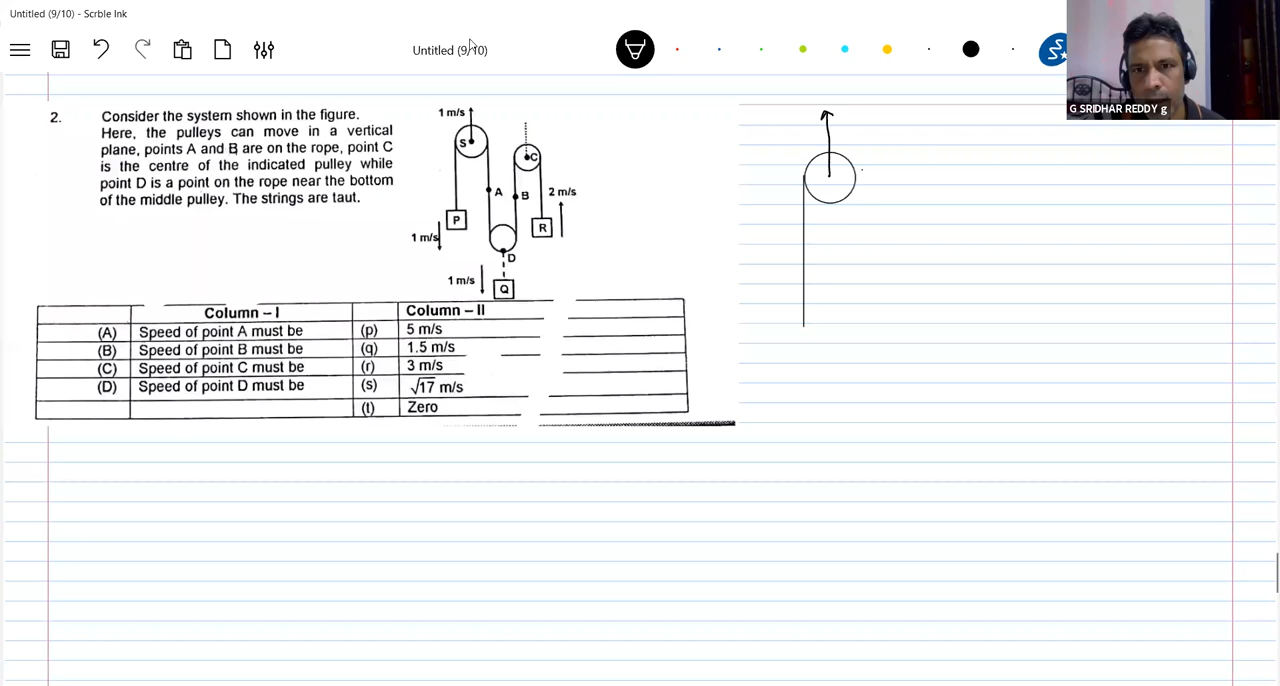 Untitled (9/10) - Scrble Ink
Untitled (9/10)
G SRIDHAR REDDY g
2. Consider the system shown in the figure.
Here, the pulleys can move in a vertical
plane, points A and B are on the rope, point C
is the centre of the indicated pulley while
point D is a point on the rope near the bottom
of the middle pulley. The strings are taut.
1 m/s
S
C
A
B
2 m/s
P
R
1 m/s
D
1 m/s
Q
Column – I Column – II
(A) Speed of point A must be (p) 5 m/s
(B) Speed of point B must be (q) 1.5 m/s
(C) Speed of point C must be (r) 3 m/s
(D) Speed of point D must be (s) √17 m/s
(t) Zero